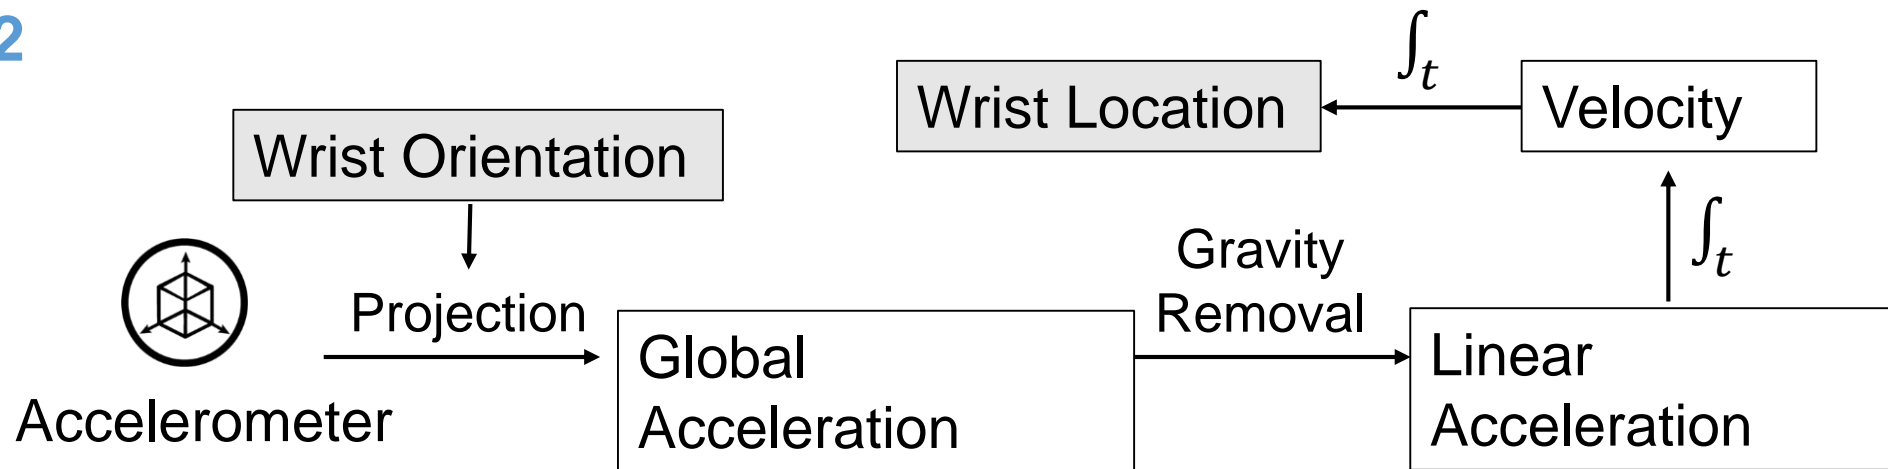 2
∫t
Wrist Location
Velocity
Wrist Orientation
∫t
Gravity
Removal
Projection
Global
Acceleration
Linear
Acceleration
Accelerometer